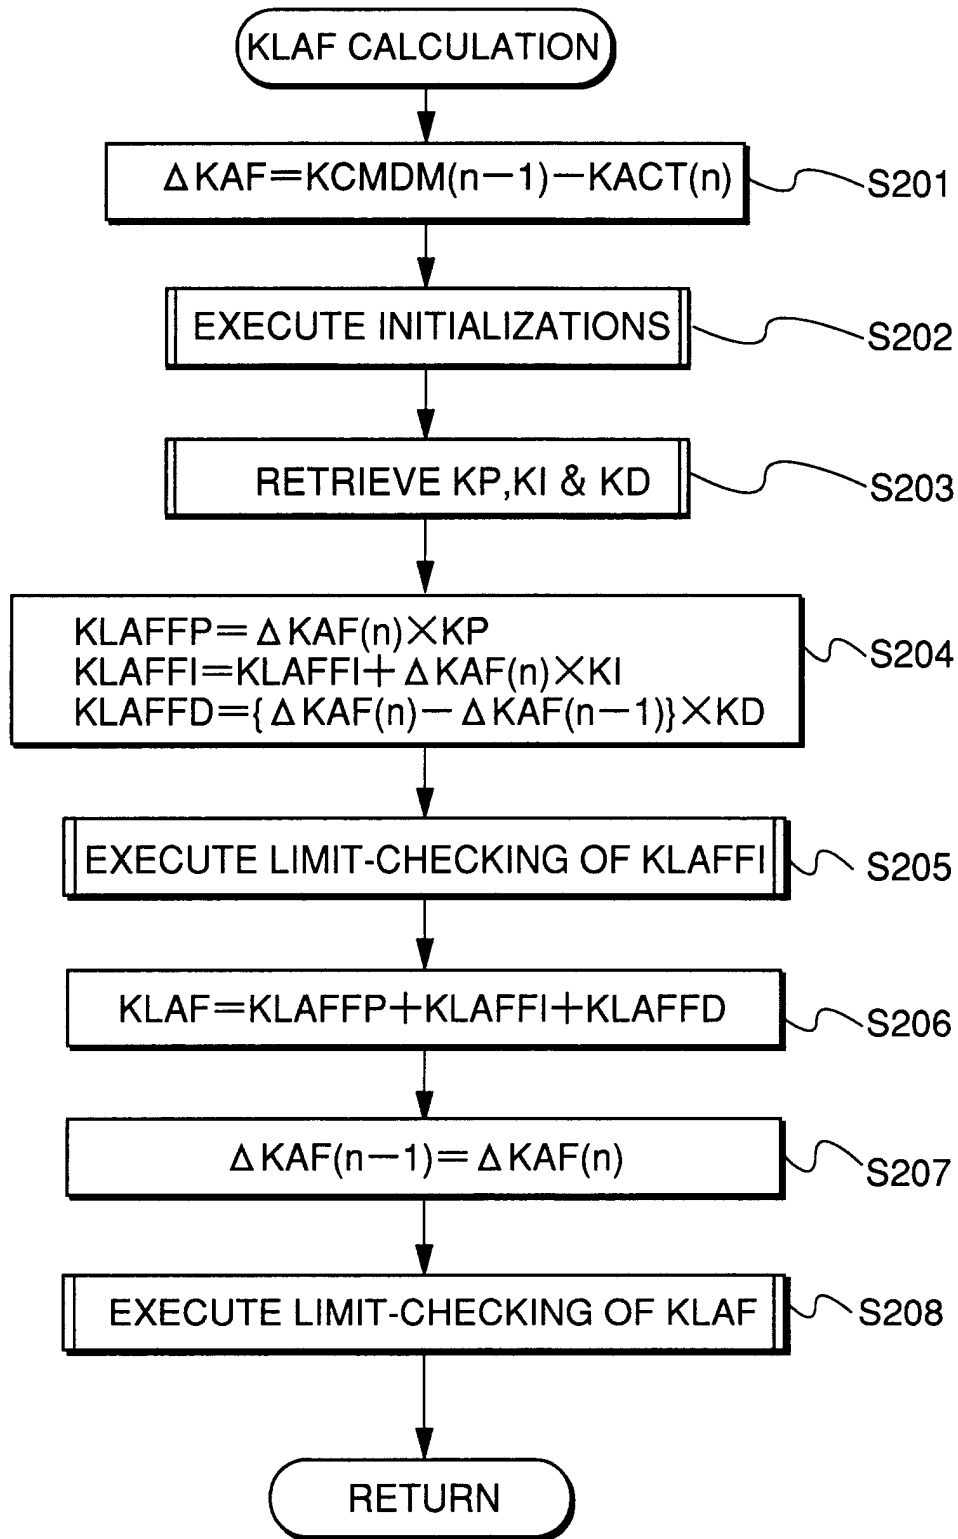 KLAF CALCULATION
ΔKAF=KCMDM(n−1)−KACT(n)
S201
EXECUTE INITIALIZATIONS
S202
RETRIEVE KP,KI & KD
S203
KLAFFP=ΔKAF(n)×KP
KLAFFI=KLAFFI+ΔKAF(n)×KI
KLAFFD={ΔKAF(n)−ΔKAF(n−1)}×KD
S204
EXECUTE LIMIT-CHECKING OF KLAFFI
S205
KLAF=KLAFFP+KLAFFI+KLAFFD
S206
ΔKAF(n−1)=ΔKAF(n)
S207
EXECUTE LIMIT-CHECKING OF KLAF
S208
RETURN